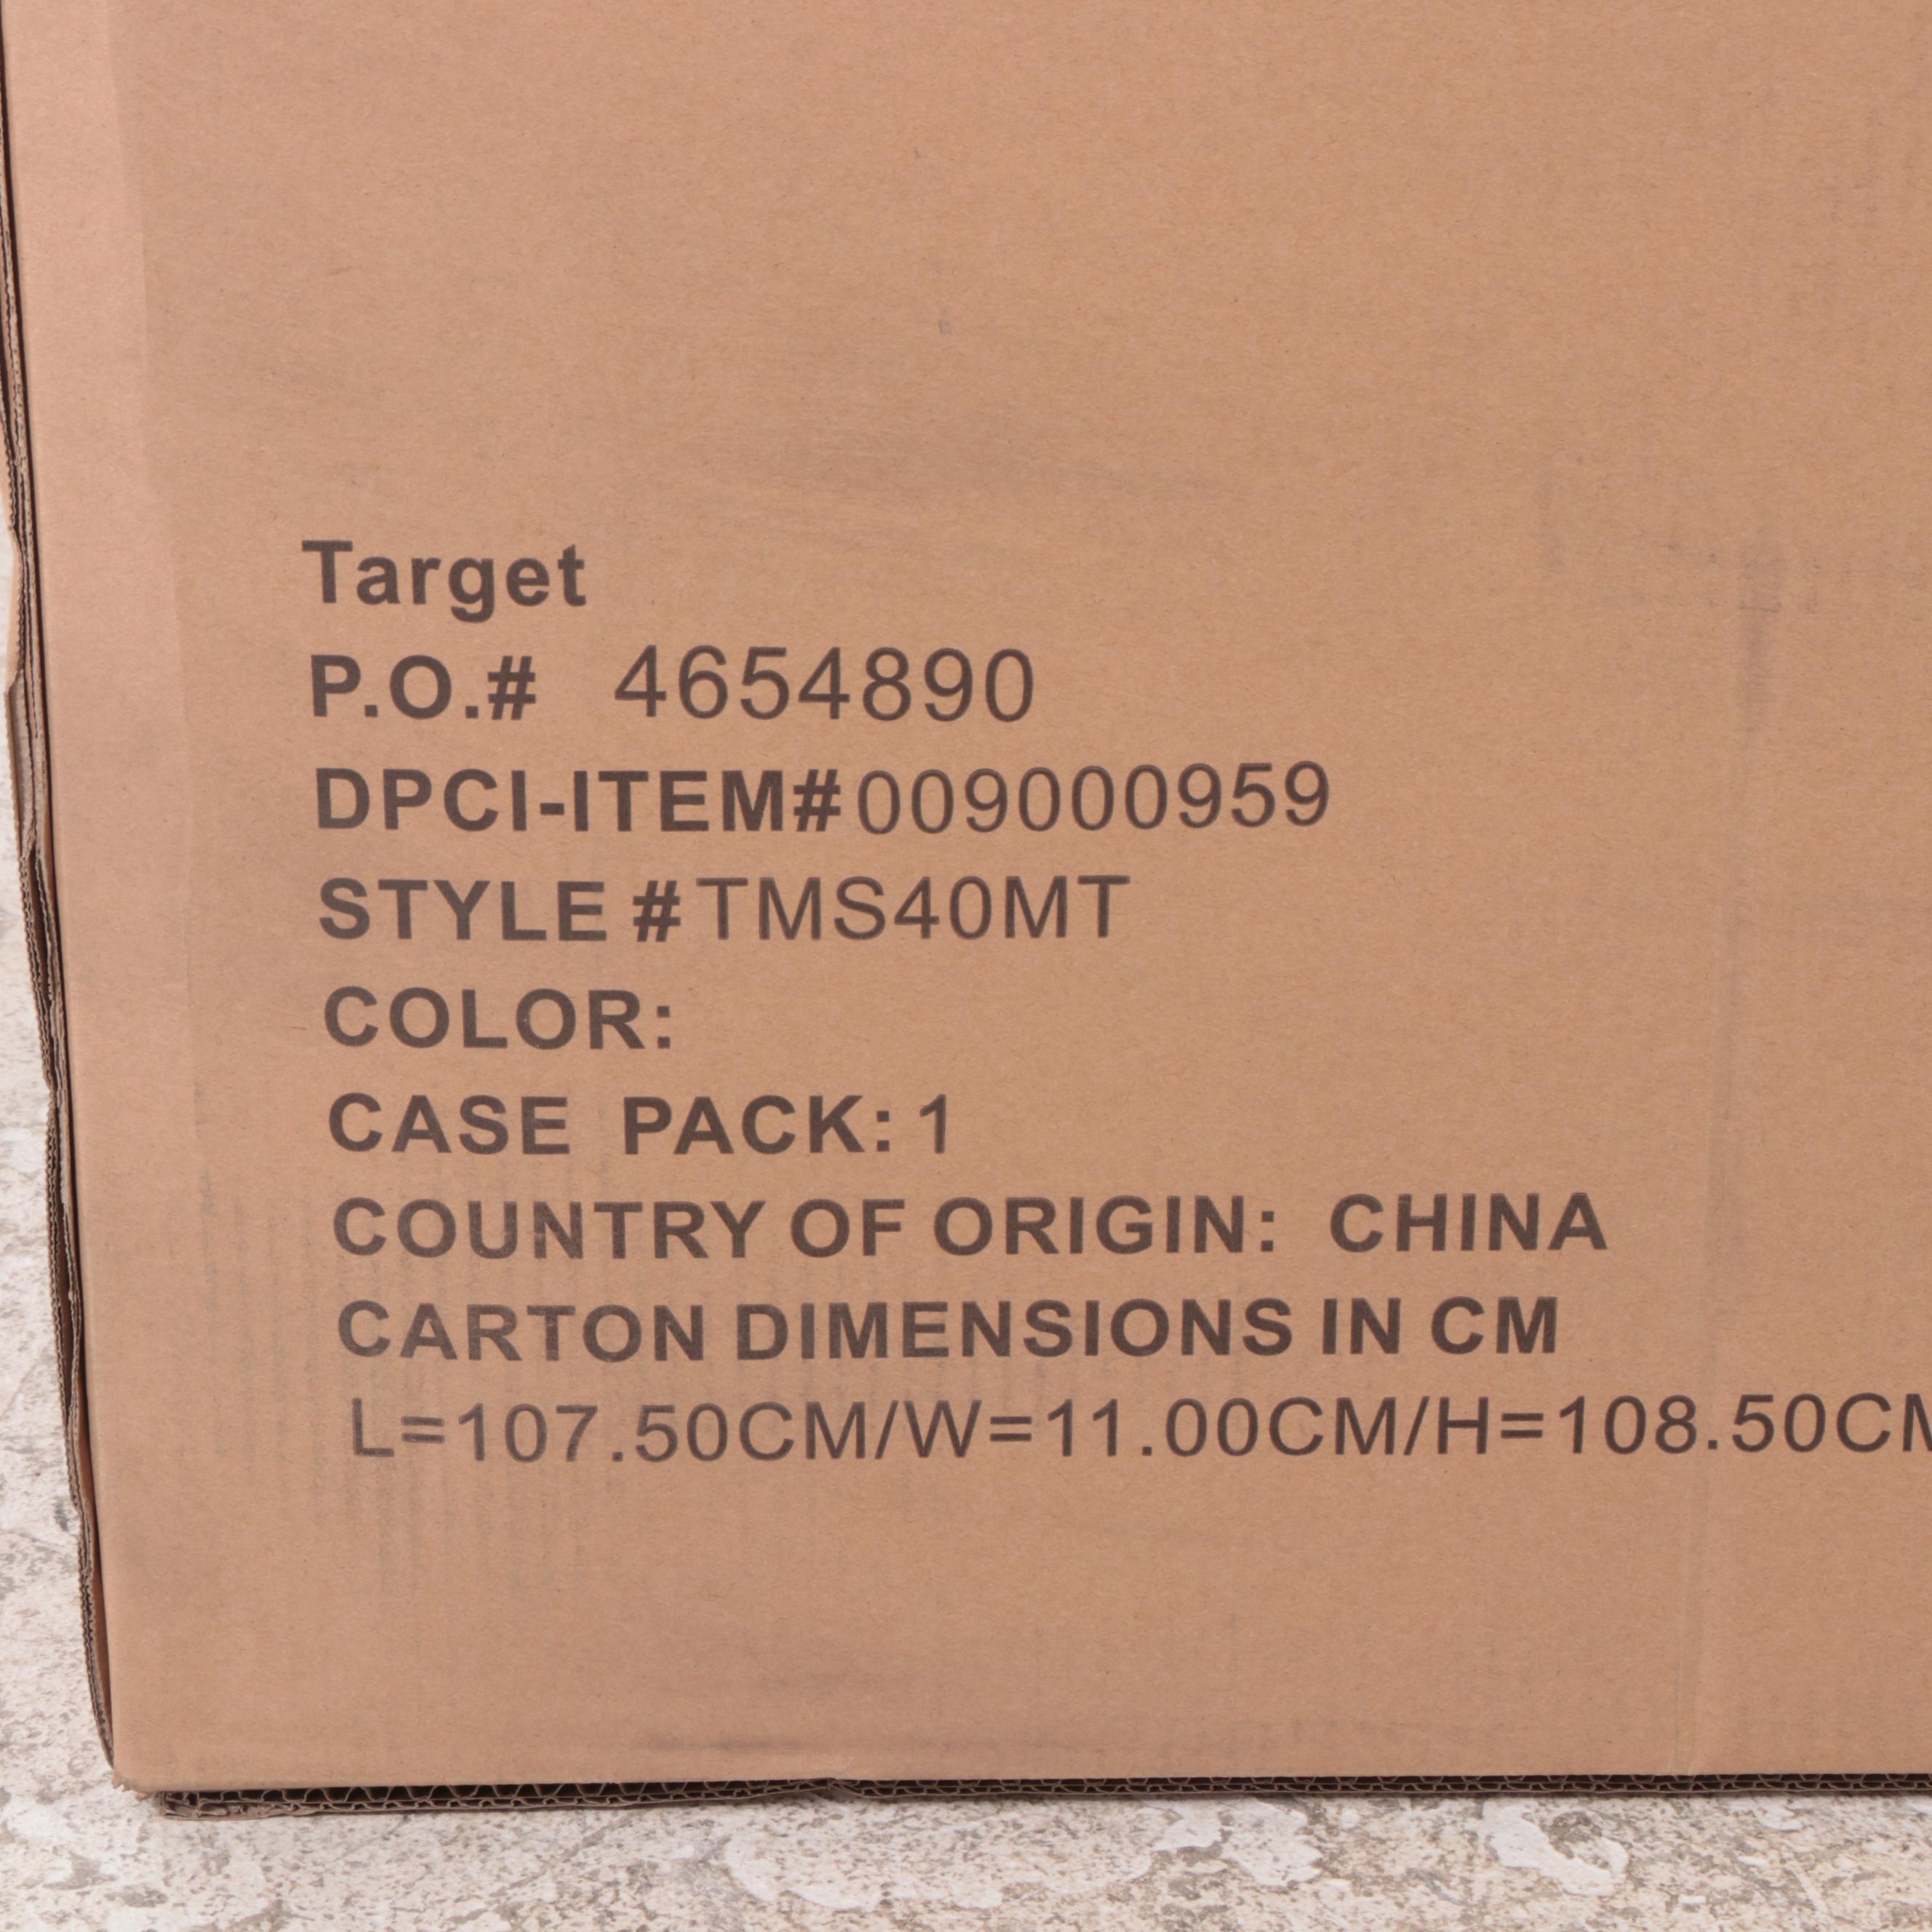 Target
P.O.# 4654890
DPCI-ITEM#009000959
STYLE #TMS40MT
COLOR:
CASE PACK: 1
COUNTRY OF ORIGIN: CHINA
CARTON DIMENSIONS IN CM
L=107.50CM/W=11.00CM/H=108.50CM